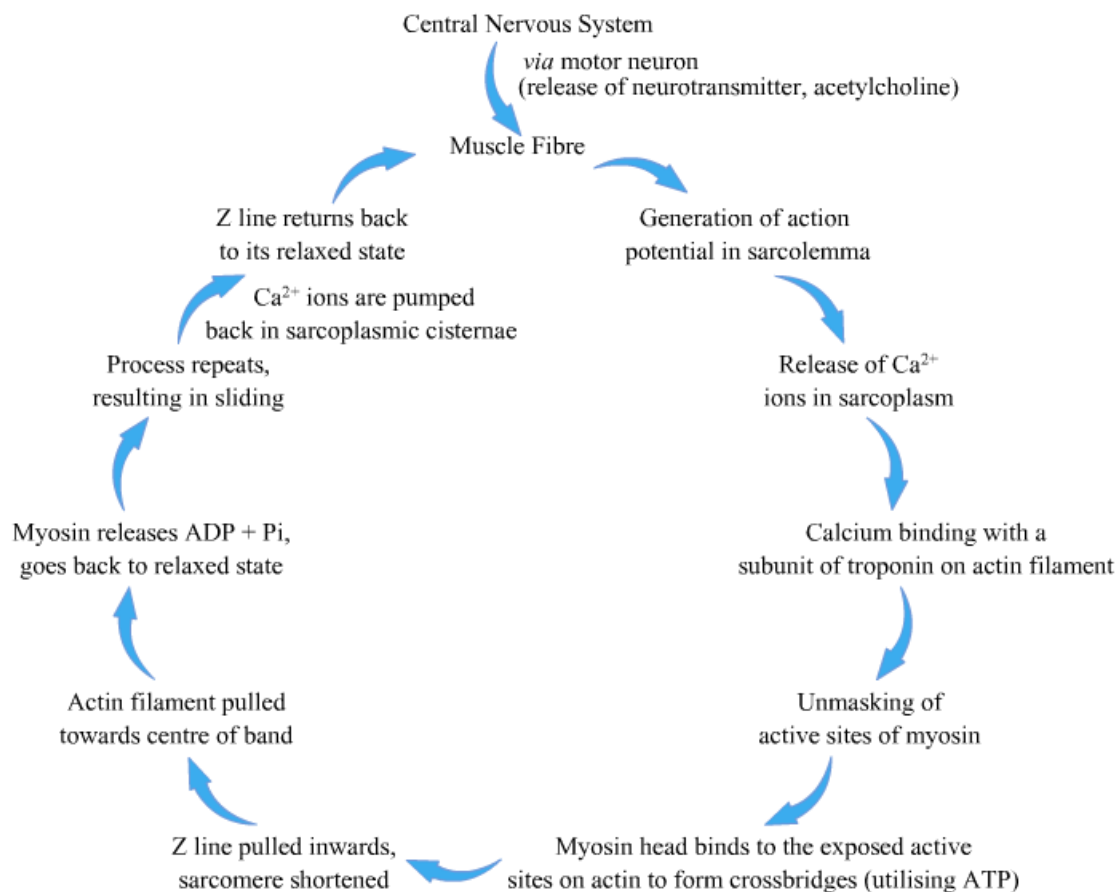 Central Nervous System
via motor neuron
(release of neurotransmitter, acetylcholine)
Muscle Fibre
Generation of action
potential in sarcolemma
Release of Ca²⁺
ions in sarcoplasm
Calcium binding with a
subunit of troponin on actin filament
Unmasking of
active sites of myosin
Myosin head binds to the exposed active
sites on actin to form crossbridges (utilising ATP)
Z line pulled inwards,
sarcomere shortened
Actin filament pulled
towards centre of band
Myosin releases ADP + Pi,
goes back to relaxed state
Process repeats,
resulting in sliding
Ca²⁺ ions are pumped
back in sarcoplasmic cisternae
Z line returns back
to its relaxed state